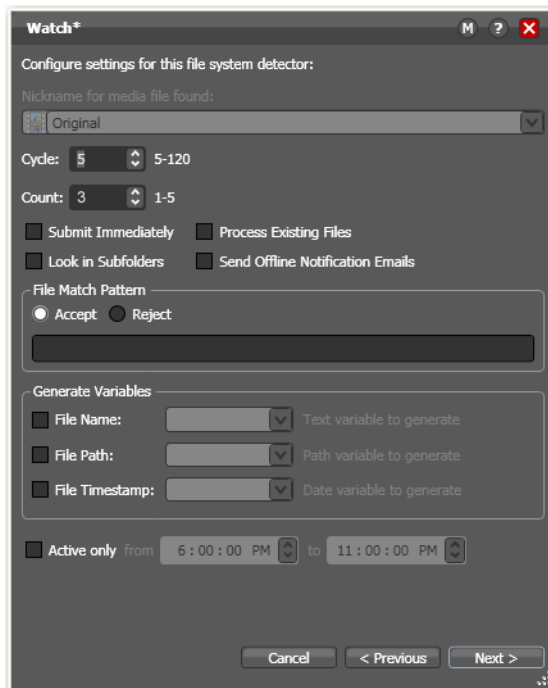 Watch*
M ?
Configure settings for this file system detector:
Nickname for media file found:
Original
Cycle: 5 5-120
Count: 3 1-5
Submit Immediately Process Existing Files
Look in Subfolders Send Offline Notification Emails
File Match Pattern
Accept Reject
Generate Variables
File Name: Text variable to generate
File Path: Path variable to generate
File Timestamp: Date variable to generate
Active only from 6 : 00 : 00 PM to 11 : 00 : 00 PM
Cancel < Previous Next >